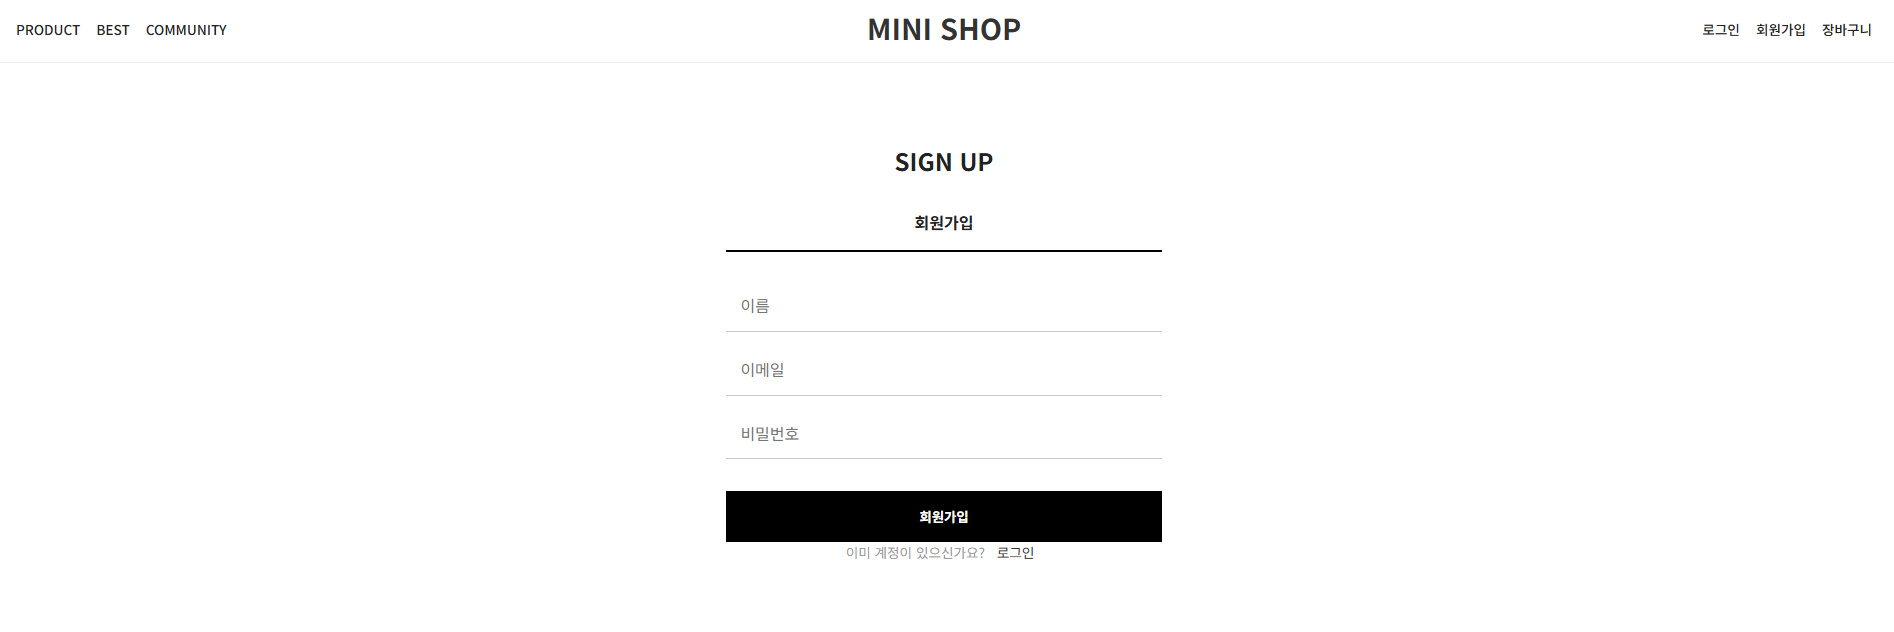 PRODUCT BEST COMMUNITY MINI SHOP 로그인 회원가입 장바구니
SIGN UP
회원가입
이름
이메일
비밀번호
회원가입
이미 계정이 있으신가요? 로그인